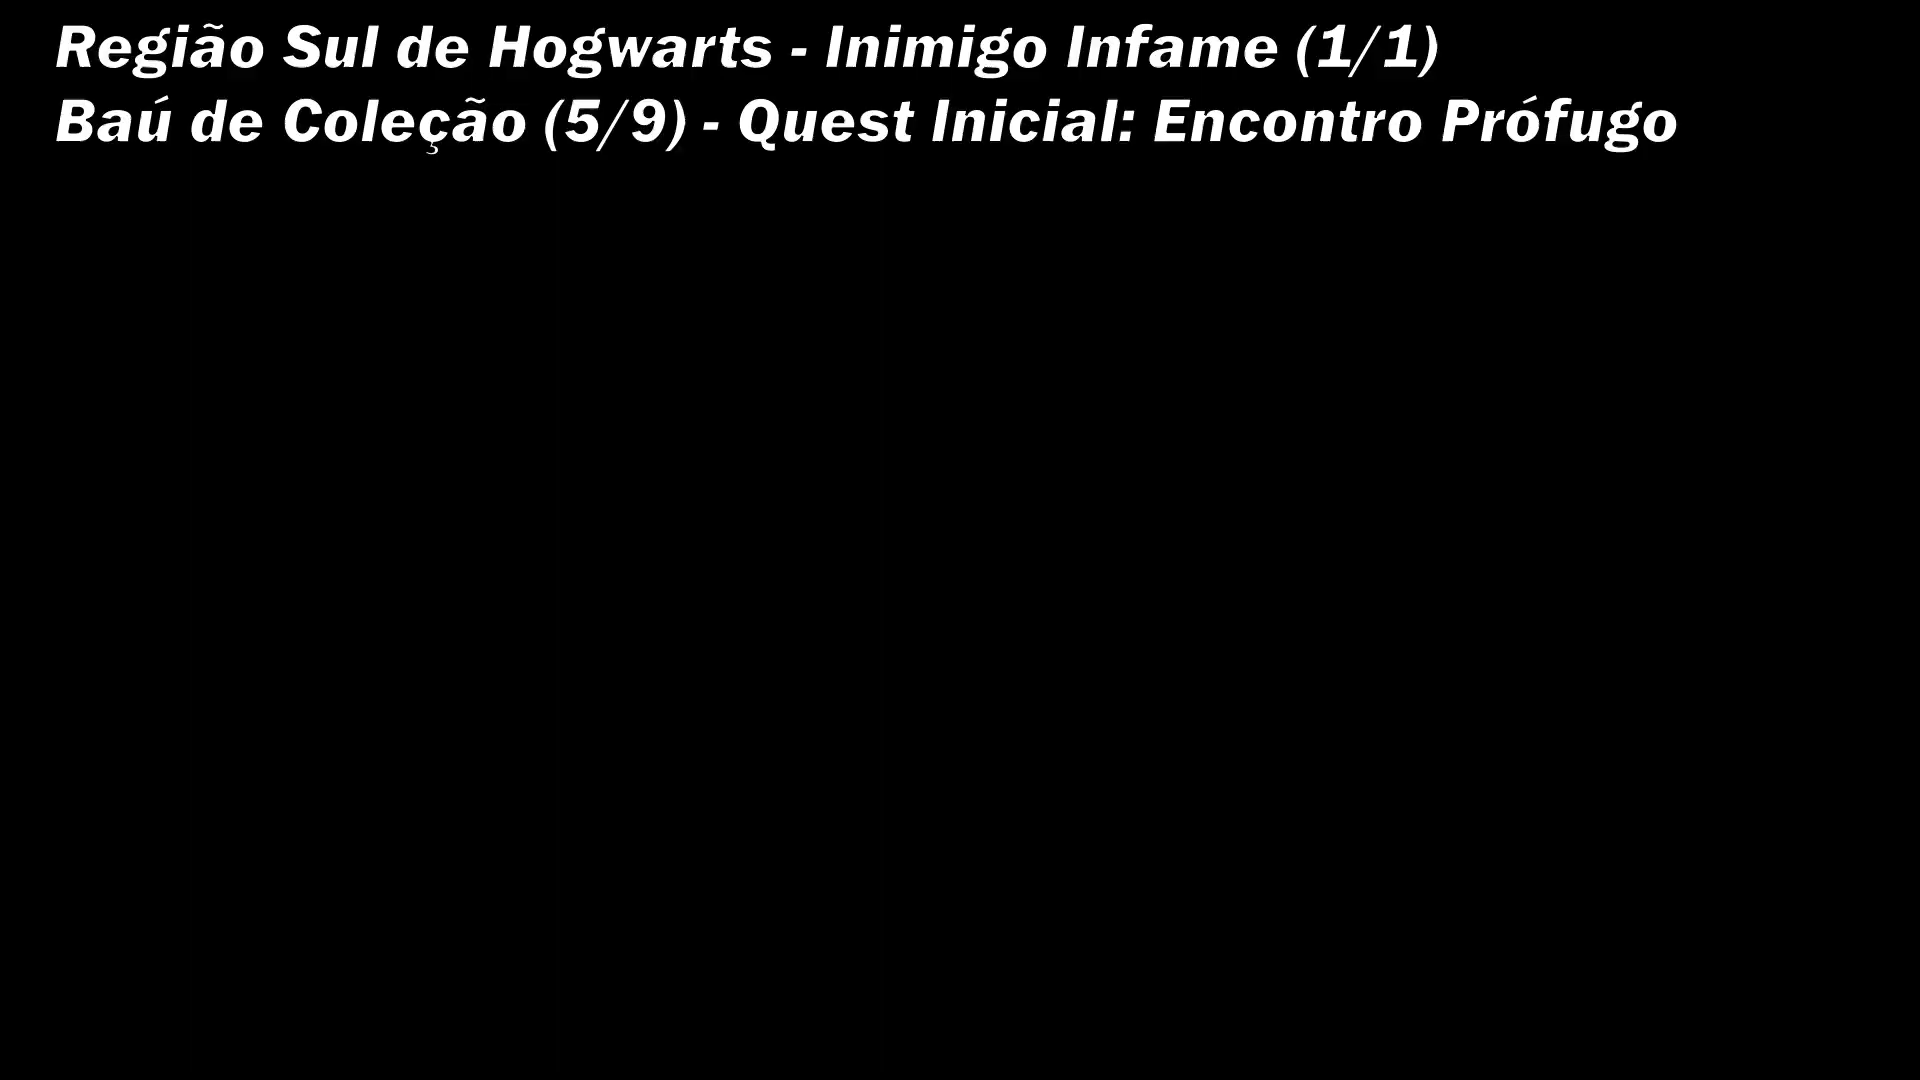 Região Sul de Hogwarts - Inimigo Infame (1/1)
Baú de Coleção (5/9) - Quest Inicial: Encontro Prófugo